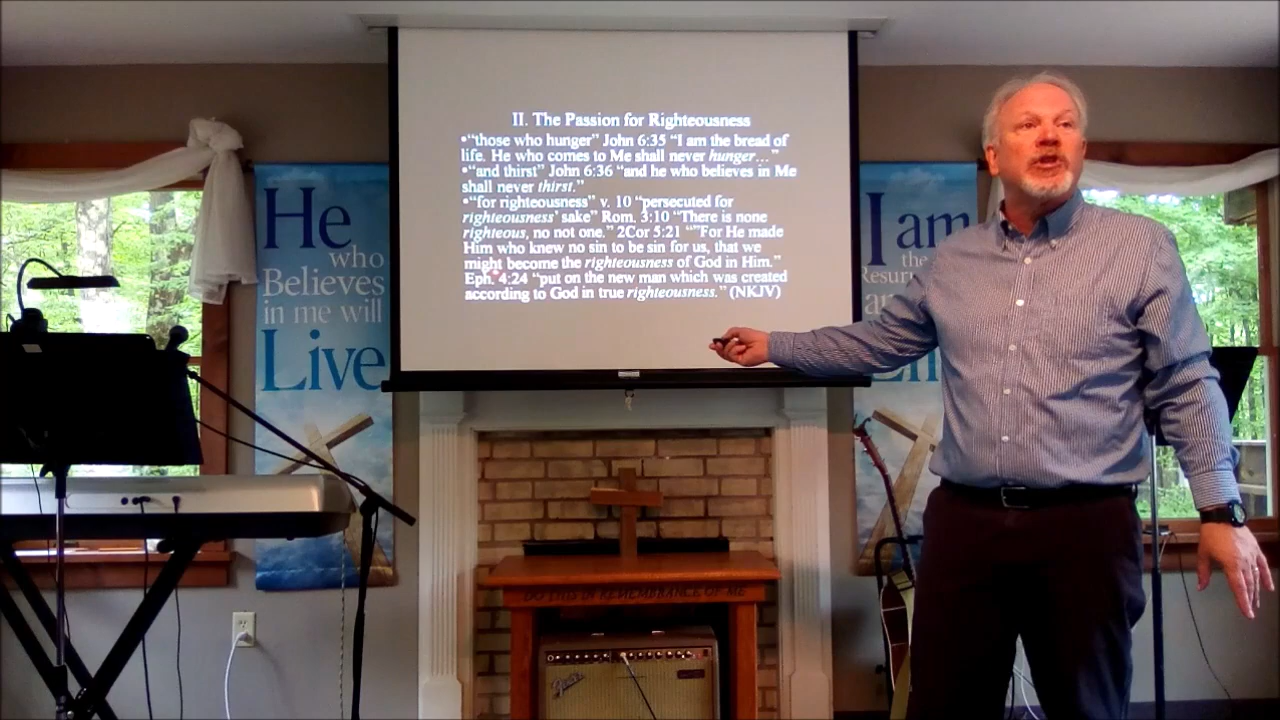 II. The Passion for Righteousness
•“those who hunger” John 6:35 “I am the bread of
life. He who comes to Me shall never hunger…”
•“and thirst” John 6:36 “and he who believes in Me
shall never thirst.”
•“for righteousness” v. 10 “persecuted for
righteousness’ sake” Rom. 3:10 “There is none
righteous, no not one.” 2Cor 5:21 “”For He made
Him who knew no sin to be sin for us, that we
might become the righteousness of God in Him.”
Eph. 4:24 “put on the new man which was created
according to God in true righteousness.” (NKJV)
He
who
Believes
in me will
Live
I am
the
DO THIS IN REMEMBRANCE OF ME
Fender